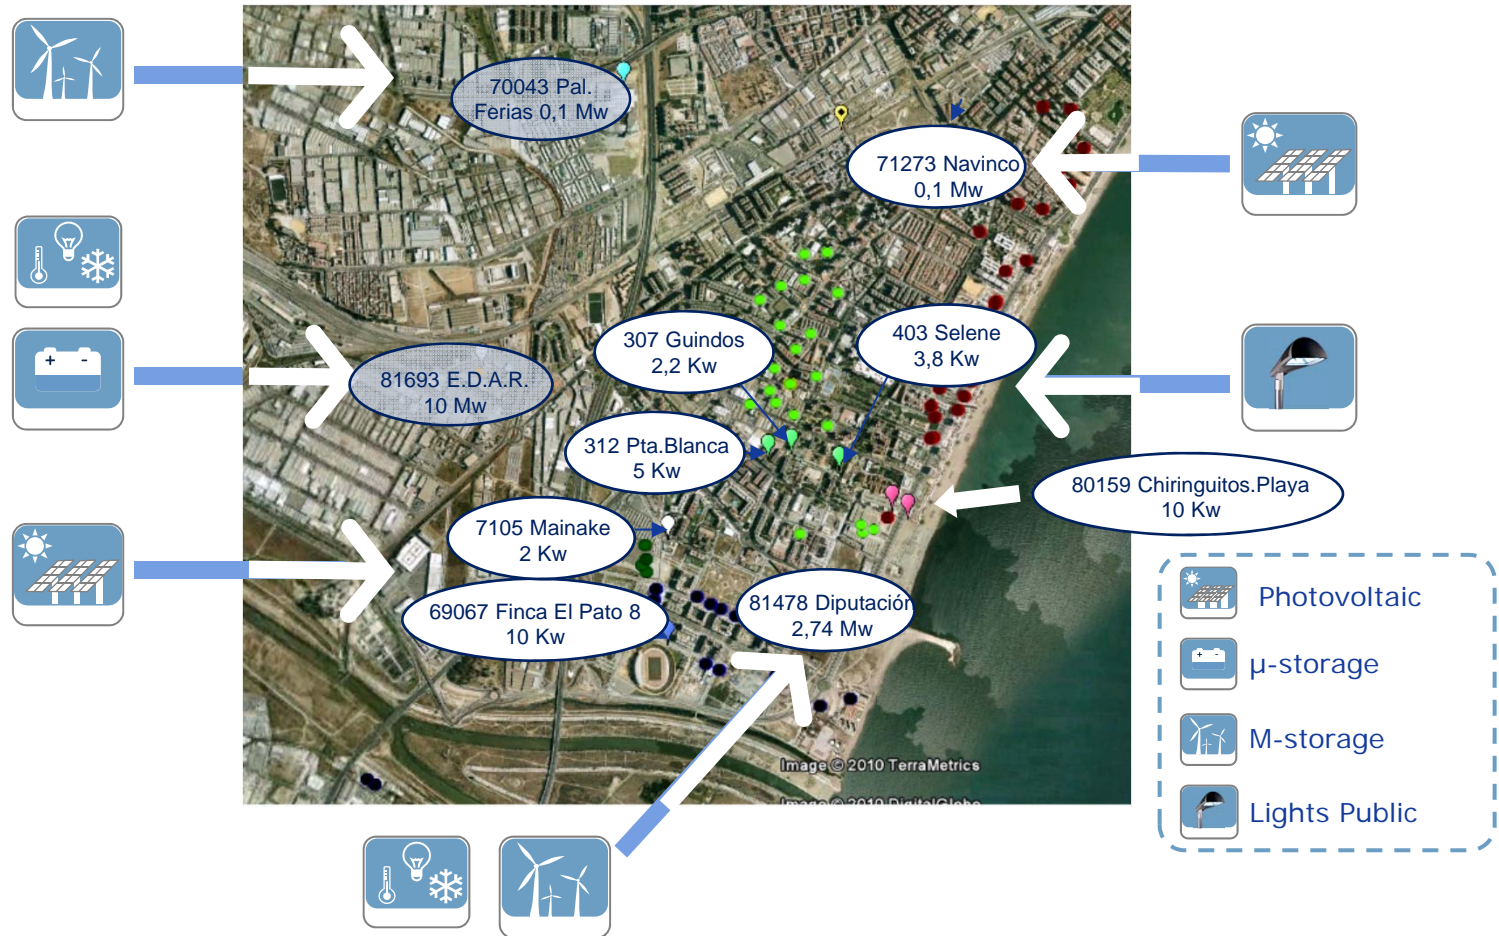 70043 Pal.
Ferias 0,1 Mw
71273 Navinco
0,1 Mw
307 Guindos
2,2 Kw
403 Selene
3,8 Kw
81693 E.D.A.R.
10 Mw
312 Pta.Blanca
5 Kw
80159 Chiringuitos.Playa
10 Kw
7105 Mainake
2 Kw
69067 Finca El Pato 8
10 Kw
81478 Diputación
2,74 Mw
Image © 2010 TerraMetrics
Image © 2010 DigitalGlobe
Photovoltaic
µ-storage
M-storage
Lights Public